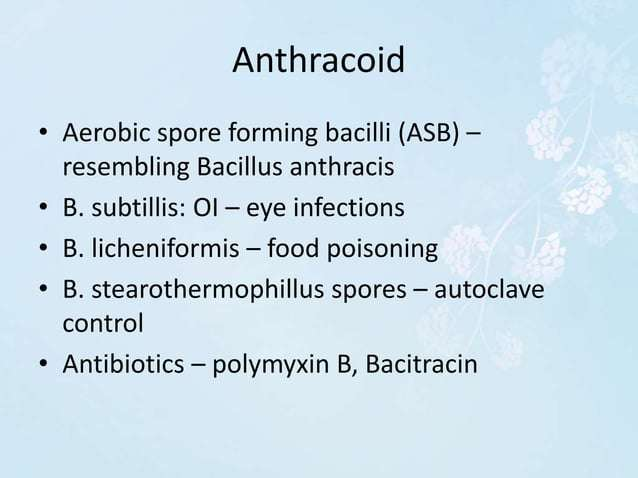 Anthracoid
• Aerobic spore forming bacilli (ASB) –
resembling Bacillus anthracis
• B. subtillis: OI – eye infections
• B. licheniformis – food poisoning
• B. stearothermophillus spores – autoclave
control
• Antibiotics – polymyxin B, Bacitracin